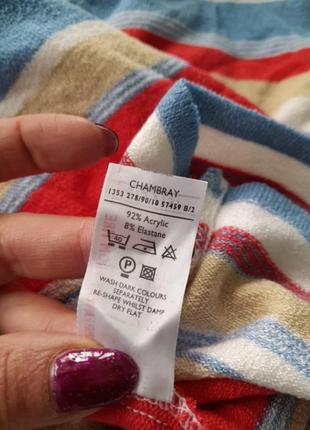 CHAMBRAY
1353 278/90/10 57459 B/2
92% Acrylic
8% Elastane
40
P
WASH DARK COLOURS
SEPARATELY
RE-SHAPE WHILST DAMP
DRY FLAT